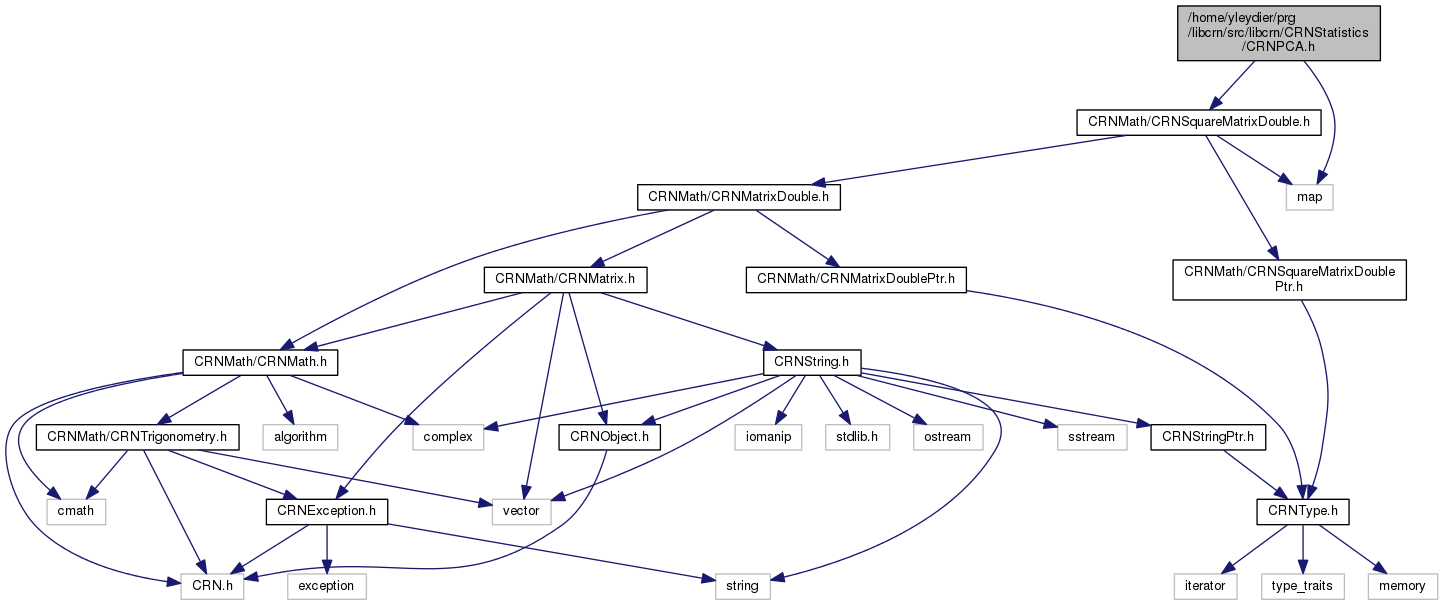 /home/yleydier/prg
/libcrn/src/libcrn/CRNStatistics
/CRNPCA.h
CRNMath/CRNSquareMatrixDouble.h
CRNMath/CRNMatrixDouble.h
map
CRNMath/CRNMatrix.h
CRNMath/CRNMatrixDoublePtr.h
CRNMath/CRNSquareMatrixDouble
Ptr.h
CRNMath/CRNMath.h
CRNString.h
CRNMath/CRNTrigonometry.h
algorithm
complex
CRNObject.h
iomanip
stdlib.h
ostream
sstream
CRNStringPtr.h
cmath
CRNException.h
vector
CRNType.h
CRN.h
exception
string
iterator
type_traits
memory